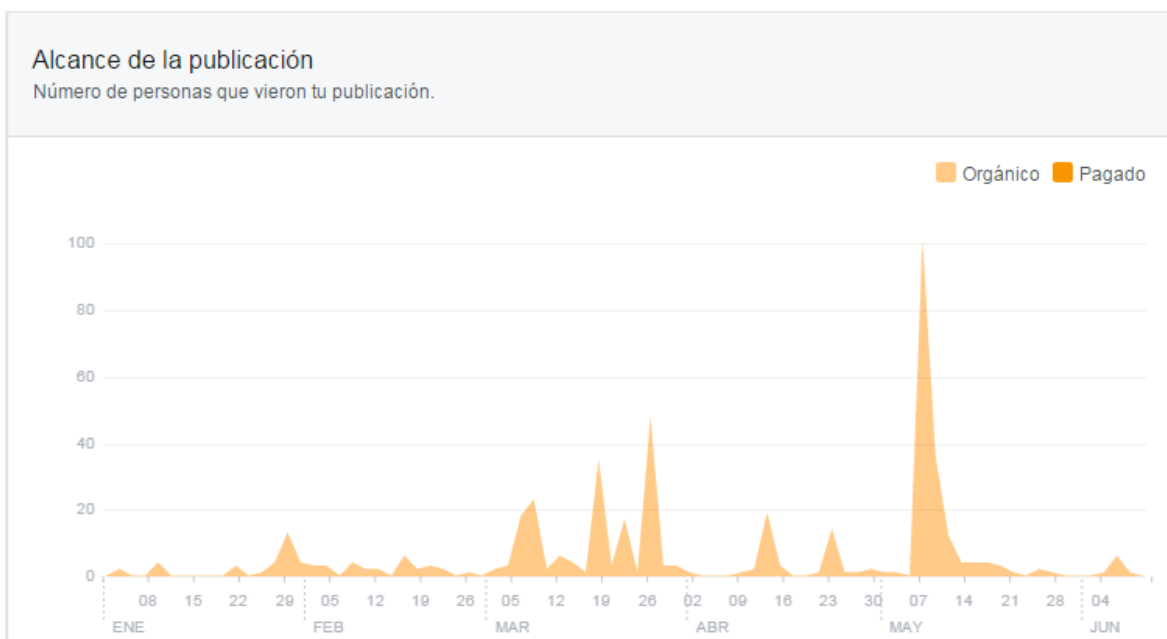 Alcance de la publicación
Número de personas que vieron tu publicación.
Orgánico Pagado
100
80
60
40
20
0
08 15 22 29 05 12 19 26 05 12 19 26 02 09 16 23 30 07 14 21 28 04
ENE FEB MAR ABR MAY JUN